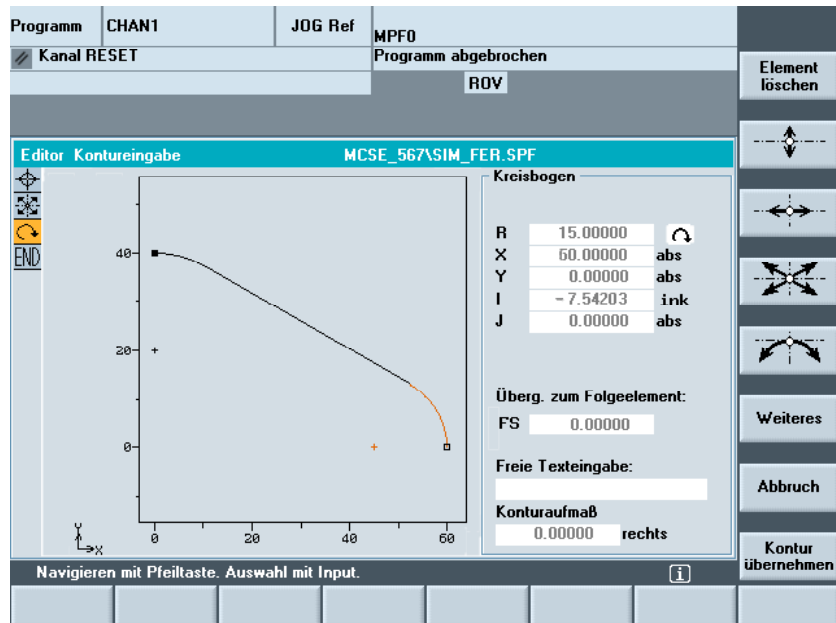 Programm CHAN1 JOG Ref MPF0
Kanal RESET Programm abgebrochen
ROV
Element
löschen
Editor Kontureingabe MCSE_567\SIM_FER.SPF
Kreisbogen
END
R 15.00000
X 60.00000 abs
Y 0.00000 abs
I -7.54203 ink
J 0.00000 abs
Überg. zum Folgeelement:
FS 0.00000
Freie Texteingabe:
Konturaufmaß
0.00000 rechts
40
20
0
0 20 40 60
Y
X
Weiteres
Abbruch
Kontur
übernehmen
Navigieren mit Pfeiltaste. Auswahl mit Input.
i